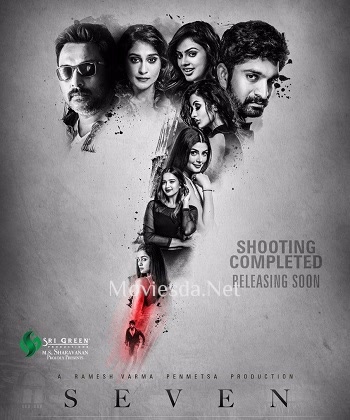 SHOOTING
COMPLETED
RELEASING SOON
Moviesda.Net
SRI GREEN
PRODUCTIONS
M.S. SHARAVANAN
PROUDLY PRESENTS
A RAMESH VARMA PENMETSA PRODUCTION
SEVEN